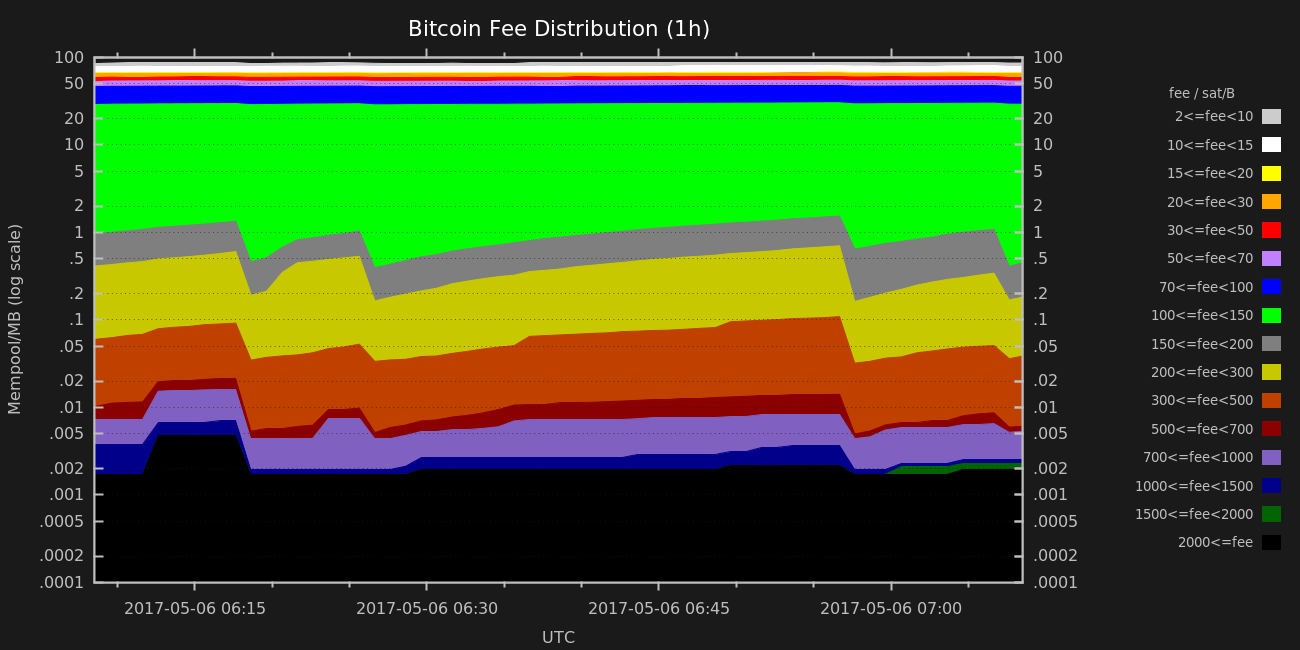 Bitcoin Fee Distribution (1h)
Mempool/MB (log scale)
100
50
20
10
5
2
1
.5
.2
.1
.05
.02
.01
.005
.002
.001
.0005
.0002
.0001
100
50
20
10
5
2
1
.5
.2
.1
.05
.02
.01
.005
.002
.001
.0005
.0002
.0001
2017-05-06 06:15
2017-05-06 06:30
2017-05-06 06:45
2017-05-06 07:00
UTC
fee / sat/B
2<=fee<10
10<=fee<15
15<=fee<20
20<=fee<30
30<=fee<50
50<=fee<70
70<=fee<100
100<=fee<150
150<=fee<200
200<=fee<300
300<=fee<500
500<=fee<700
700<=fee<1000
1000<=fee<1500
1500<=fee<2000
2000<=fee